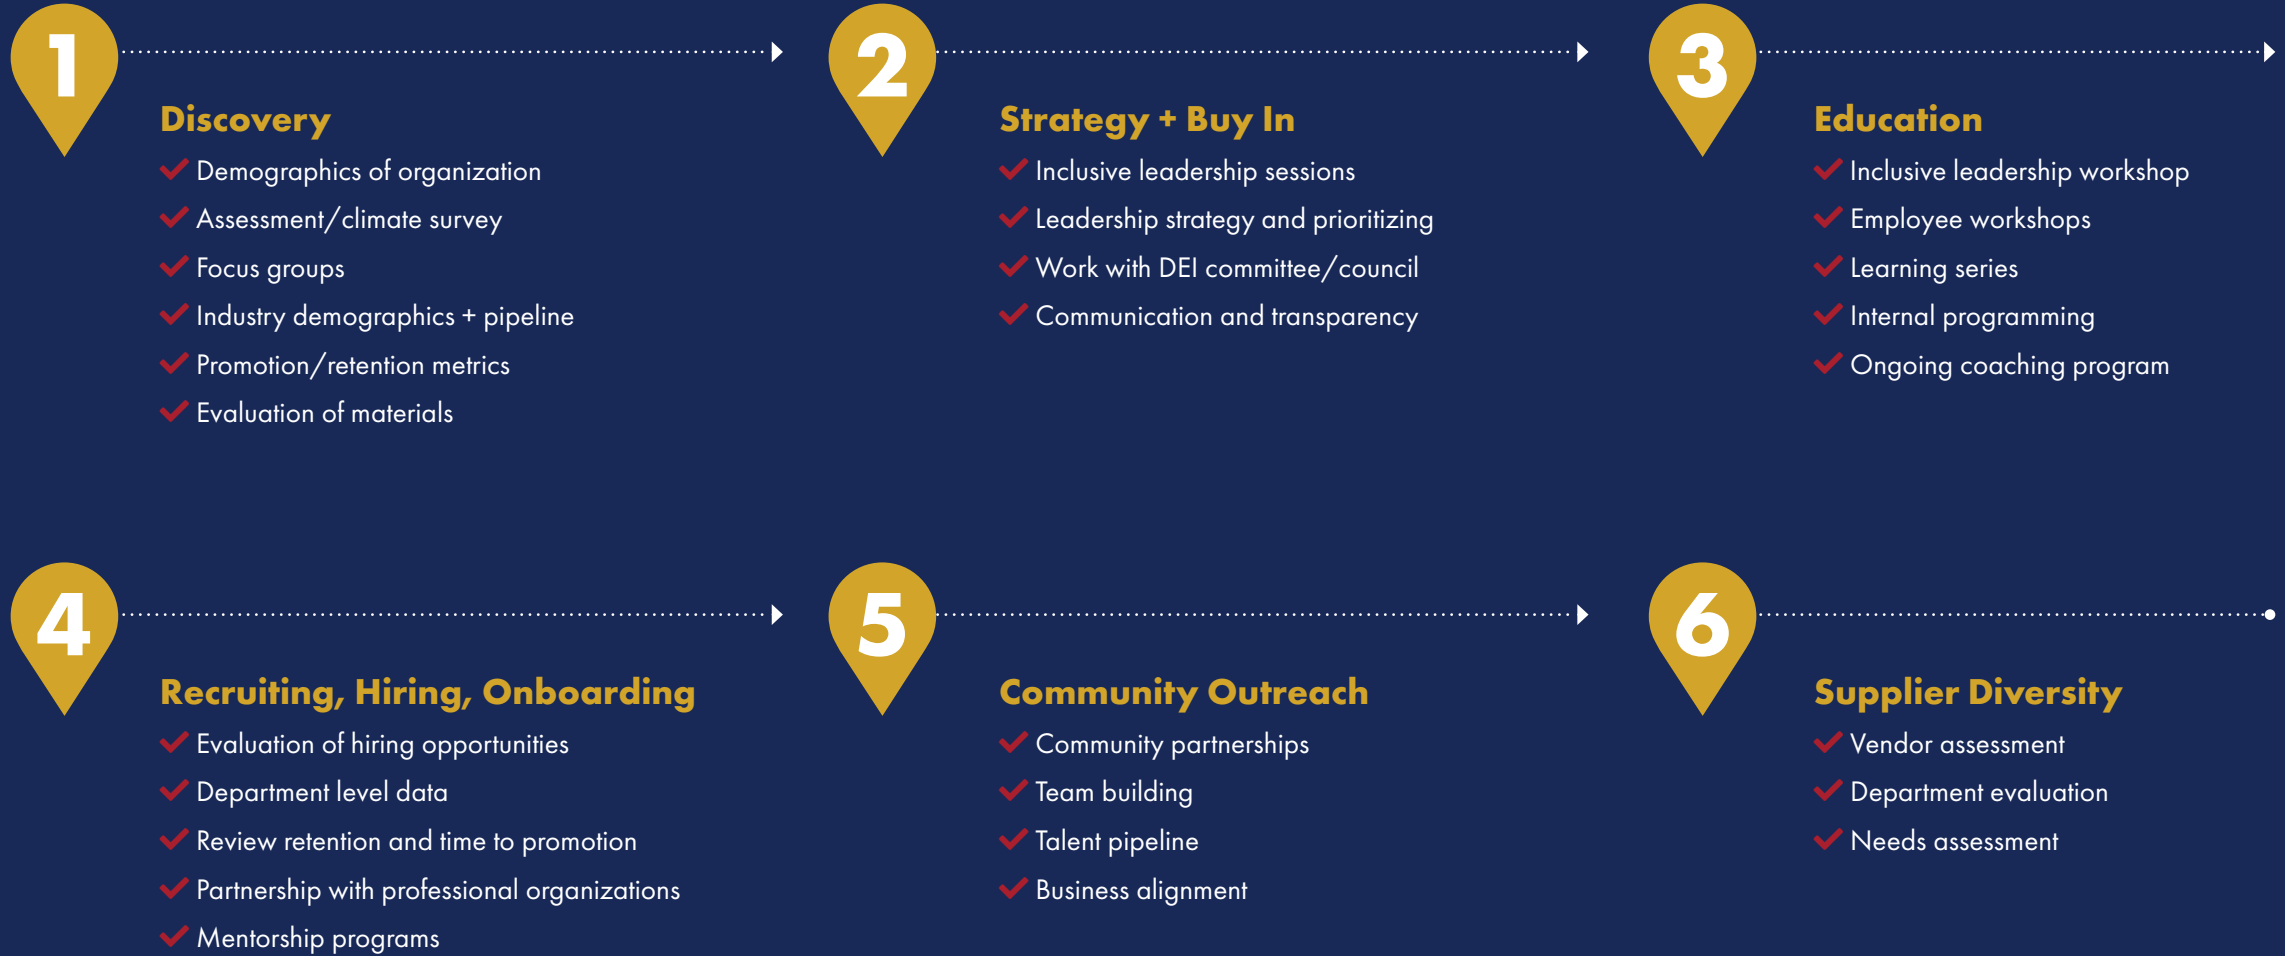 1
Discovery
Demographics of organization
Assessment/climate survey
Focus groups
Industry demographics + pipeline
Promotion/retention metrics
Evaluation of materials
2
Strategy + Buy In
Inclusive leadership sessions
Leadership strategy and prioritizing
Work with DEI committee/council
Communication and transparency
3
Education
Inclusive leadership workshop
Employee workshops
Learning series
Internal programming
Ongoing coaching program
4
Recruiting, Hiring, Onboarding
Evaluation of hiring opportunities
Department level data
Review retention and time to promotion
Partnership with professional organizations
Mentorship programs
5
Community Outreach
Community partnerships
Team building
Talent pipeline
Business alignment
6
Supplier Diversity
Vendor assessment
Department evaluation
Needs assessment